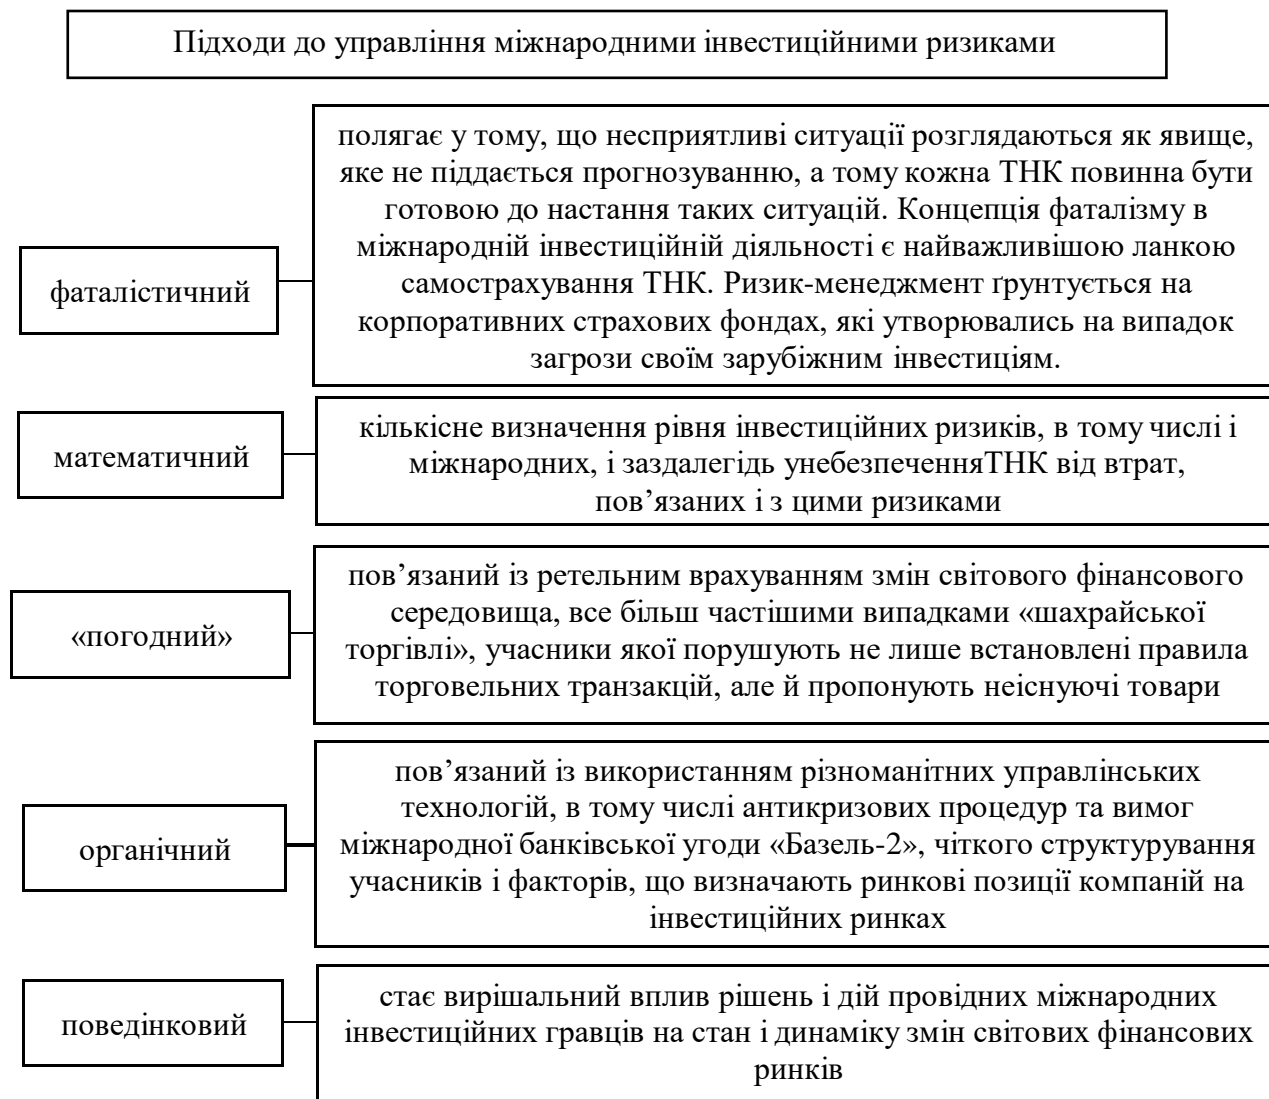 Підходи до управління міжнародними інвестиційними ризиками
фаталістичний
полягає у тому, що несприятливі ситуації розглядаються як явище,
яке не піддається прогнозуванню, а тому кожна ТНК повинна бути
готовою до настання таких ситуацій. Концепція фаталізму в
міжнародній інвестиційній діяльності є найважливішою ланкою
самострахування ТНК. Ризик-менеджмент ґрунтується на
корпоративних страхових фондах, які утворювались на випадок
загрози своїм зарубіжним інвестиціям.
математичний
кількісне визначення рівня інвестиційних ризиків, в тому числі і
міжнародних, і заздалегідь унебезпеченняТНК від втрат,
пов’язаних і з цими ризиками
«погодний»
пов’язаний із ретельним врахуванням змін світового фінансового
середовища, все більш частішими випадками «шахрайської
торгівлі», учасники якої порушують не лише встановлені правила
торговельних транзакцій, але й пропонують неіснуючі товари
органічний
пов’язаний із використанням різноманітних управлінських
технологій, в тому числі антикризових процедур та вимог
міжнародної банківської угоди «Базель-2», чіткого структурування
учасників і факторів, що визначають ринкові позиції компаній на
інвестиційних ринках
поведінковий
стає вирішальний вплив рішень і дій провідних міжнародних
інвестиційних гравців на стан і динаміку змін світових фінансових
ринків